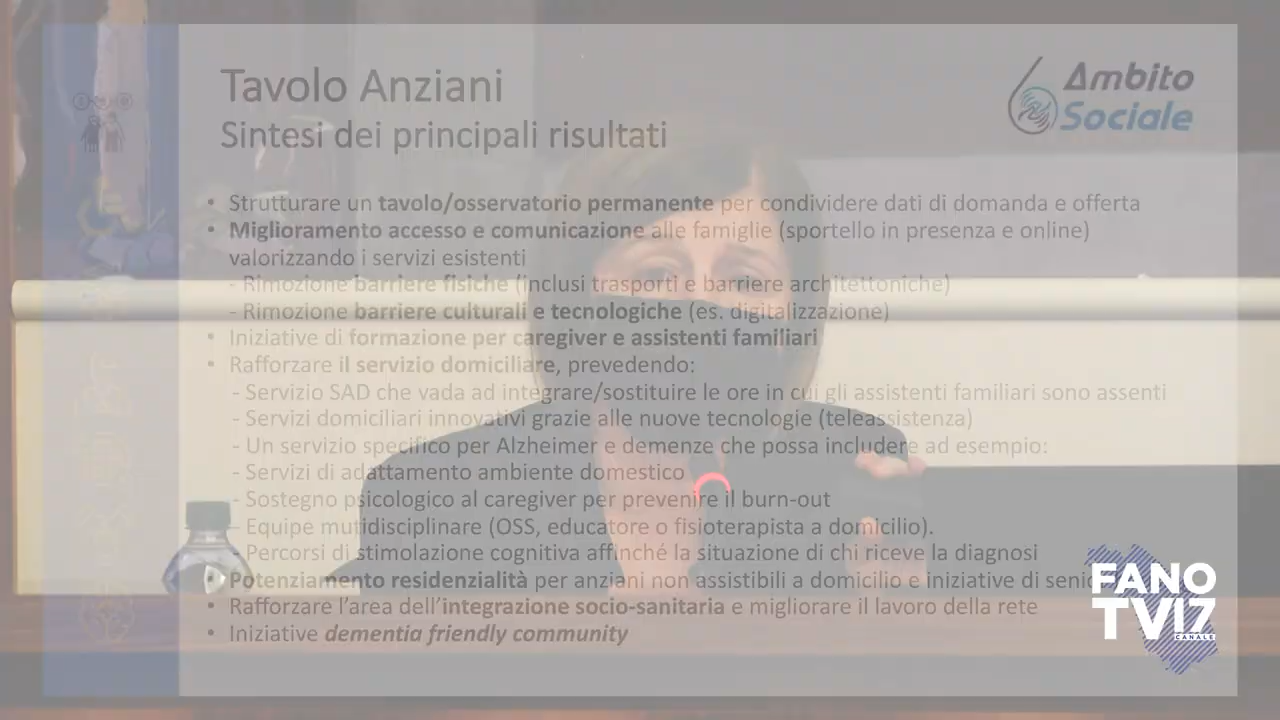 Tavolo Anziani
Sintesi dei principali risultati
Ambito
Sociale
• Strutturare un tavolo/osservatorio permanente per condividere dati di domanda e offerta
• Miglioramento accesso e comunicazione alle famiglie (sportello in presenza e online)
valorizzando i servizi esistenti
- Rimozione barriere fisiche (inclusi trasporti e barriere architettoniche)
- Rimozione barriere culturali e tecnologiche (es. digitalizzazione)
• Iniziative di formazione per caregiver e assistenti familiari
• Rafforzare il servizio domiciliare, prevedendo:
- Servizio SAD che vada ad integrare/sostituire le ore in cui gli assistenti familiari sono assenti
- Servizi domiciliari innovativi grazie alle nuove tecnologie (teleassistenza)
- Un servizio specifico per Alzheimer e demenze che possa includere ad esempio:
- Servizi di adattamento ambiente domestico
- Sostegno psicologico al caregiver per prevenire il burn-out
- Equipe mutidisciplinare (OSS, educatore o fisioterapista a domicilio).
- Percorsi di stimolazione cognitiva affinché la situazione di chi riceve la diagnosi
• Potenziamento residenzialità per anziani non assistibili a domicilio e iniziative di
• Rafforzare l'area dell'integrazione socio-sanitaria e migliorare il lavoro della rete
• Iniziative dementia friendly community
FANO
TV17
CANALE